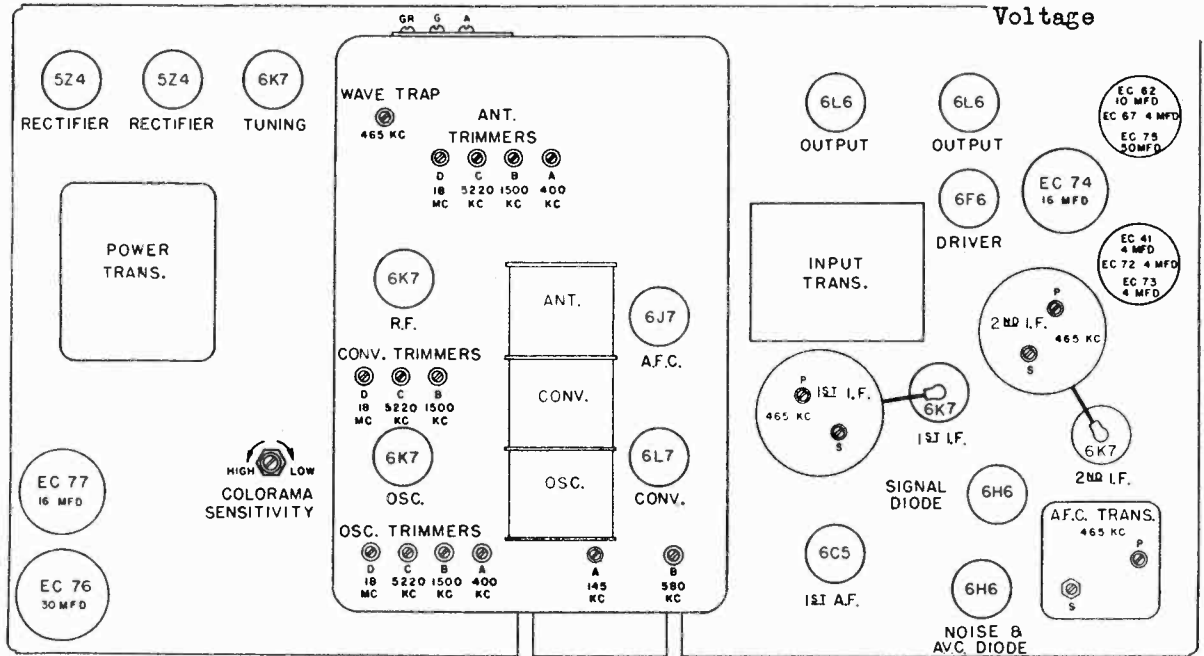 Voltage
GR G A
5Z4
RECTIFIER
5Z4
RECTIFIER
6K7
TUNING
POWER
TRANS.
EC 77
16 MFD
EC 76
30 MFD
HIGH LOW
COLORAMA
SENSITIVITY
WAVE TRAP
465 KC
ANT.
TRIMMERS
D C B A
18 5220 1500 400
MC KC KC KC
6K7
R.F.
CONV. TRIMMERS
D C B
18 5220 1500
MC KC KC
6K7
OSC.
OSC. TRIMMERS
D C B A
18 5220 1500 400
MC KC KC KC
ANT.
CONV.
OSC.
6J7
A.F.C.
6L7
CONV.
A B
145 580
KC KC
6L6
OUTPUT
6L6
OUTPUT
EC 62
10 MFD
EC 67 4 MFD
EC 75
50 MFD
EC 74
16 MFD
6F6
DRIVER
INPUT
TRANS.
EC 41
4 MFD
EC 72 4 MFD
EC 73
4 MFD
P
2ND I.F.
465 KC
S
P
1ST I.F.
465 KC
S
6K7
1ST I.F.
6K7
2ND I.F.
SIGNAL
DIODE
6H6
6C5
1ST A.F.
6H6
NOISE &
AVC. DIODE
A.F.C. TRANS.
465 KC
P
S